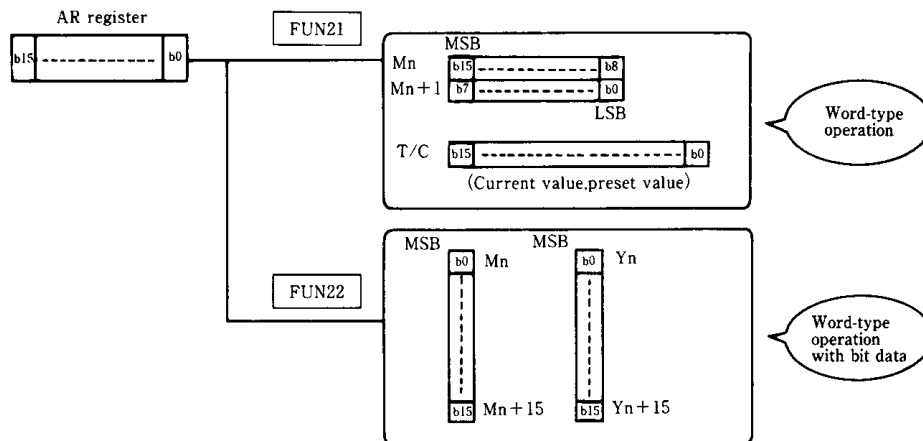 AR register
b15 b0
FUN21
MSB
Mn b15 b8
Mn+1 b7 b0
LSB
T/C b15 b0
(Current value,preset value)
Word-type
operation
FUN22
MSB MSB
b0 Mn b0 Yn
b15 Mn+15 b15 Yn+15
Word-type
operation
with bit data